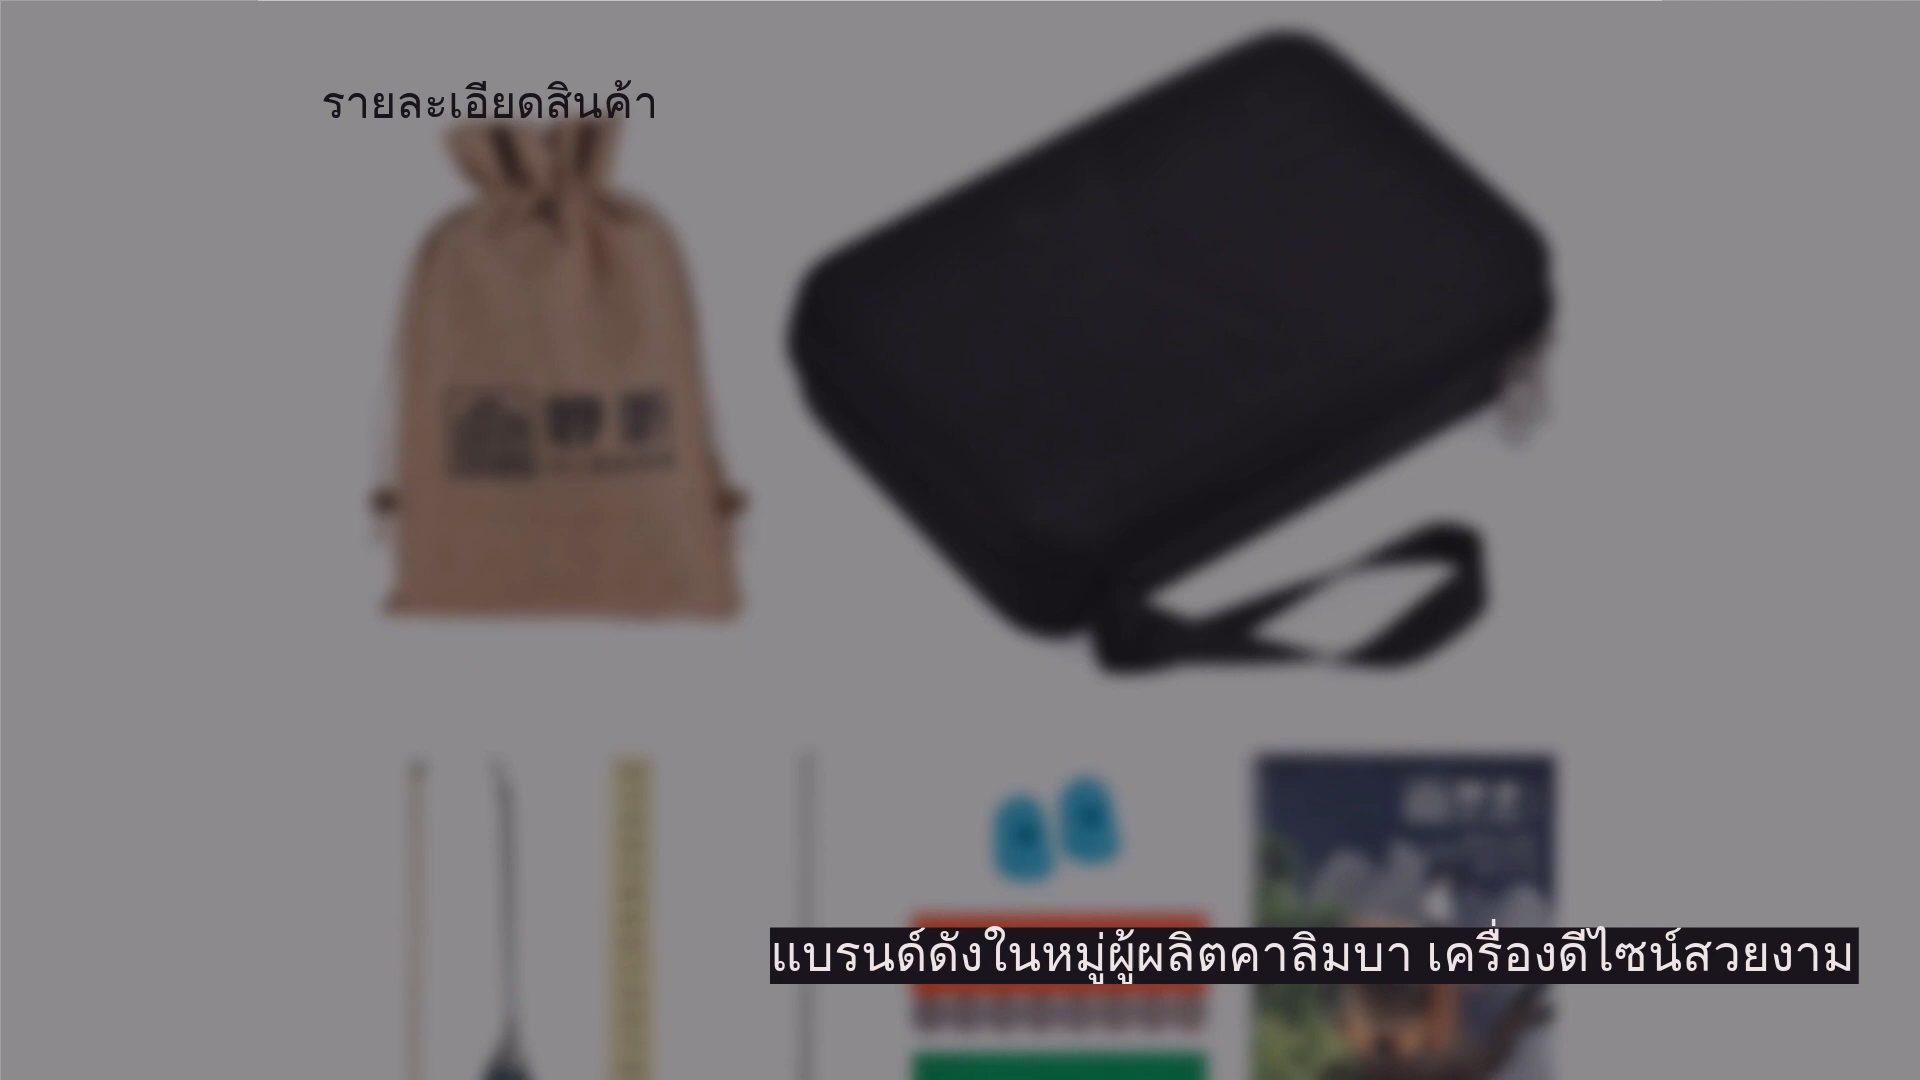 รายละเอียดสินค้า
แบรนด์ดังในหมู่ผู้ผลิตคาลิมบา เครื่องดีไซน์สวยงาม